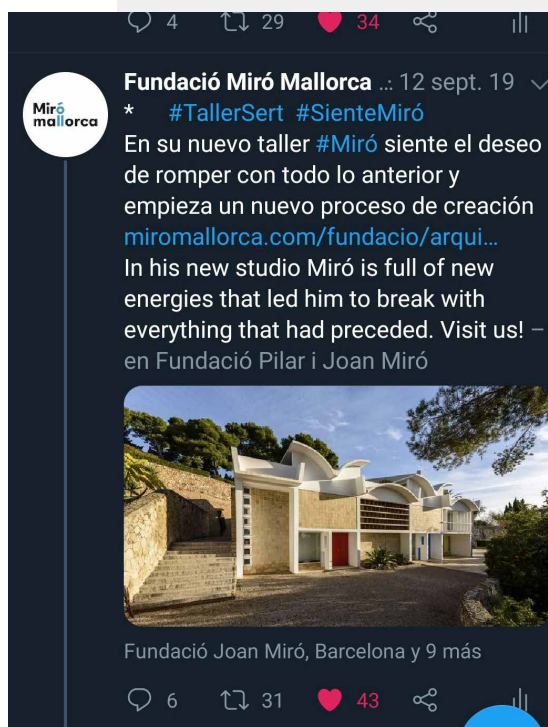 4 29 34
Miró
mallorca
Fundació Miró Mallorca ..: 12 sept. 19
* #TallerSert #SienteMiró
En su nuevo taller #Miró siente el deseo
de romper con todo lo anterior y
empieza un nuevo proceso de creación
miromallorca.com/fundacio/arqui...
In his new studio Miró is full of new
energies that led him to break with
everything that had preceded. Visit us! –
en Fundació Pilar i Joan Miró
Fundació Joan Miró, Barcelona y 9 más
6 31 43